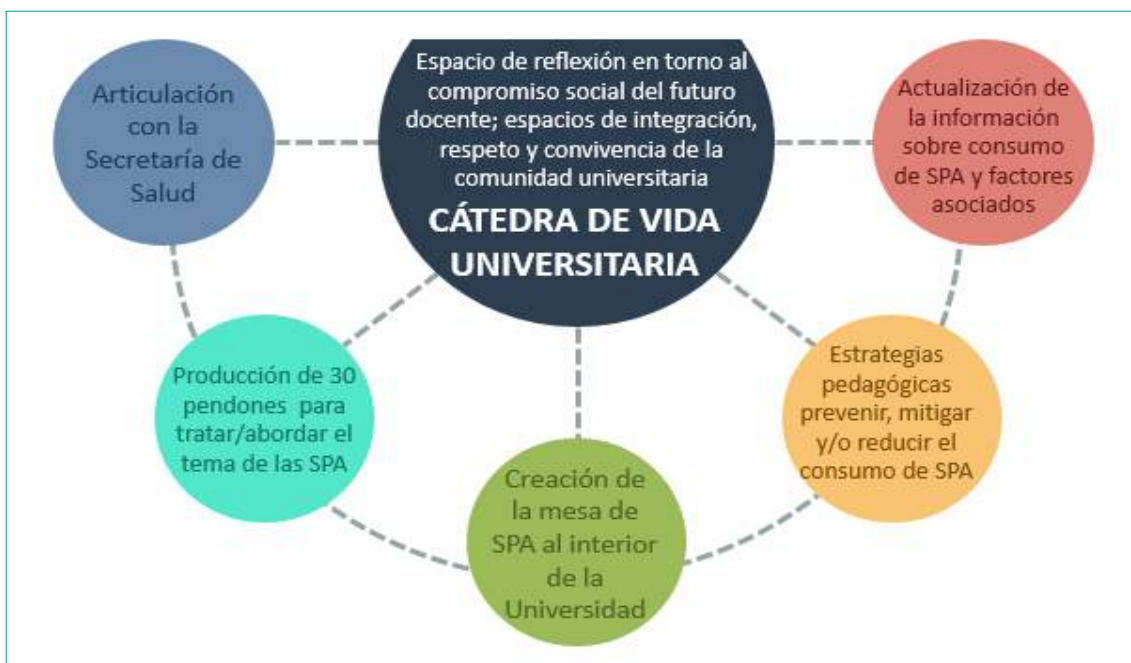 Espacio de reflexión en torno al
compromiso social del futuro
docente; espacios de integración,
respeto y convivencia de la
comunidad universitaria
CÁTEDRA DE VIDA
UNIVERSITARIA
Articulación
con la
Secretaría de
Salud
Actualización de
la información
sobre consumo
de SPA y factores
asociados
Producción de 30
pendones para
tratar/abordar el
tema de las SPA
Creación de
la mesa de
SPA al interior
de la
Universidad
Estrategias
pedagógicas
prevenir, mitigar
y/o reducir el
consumo de SPA